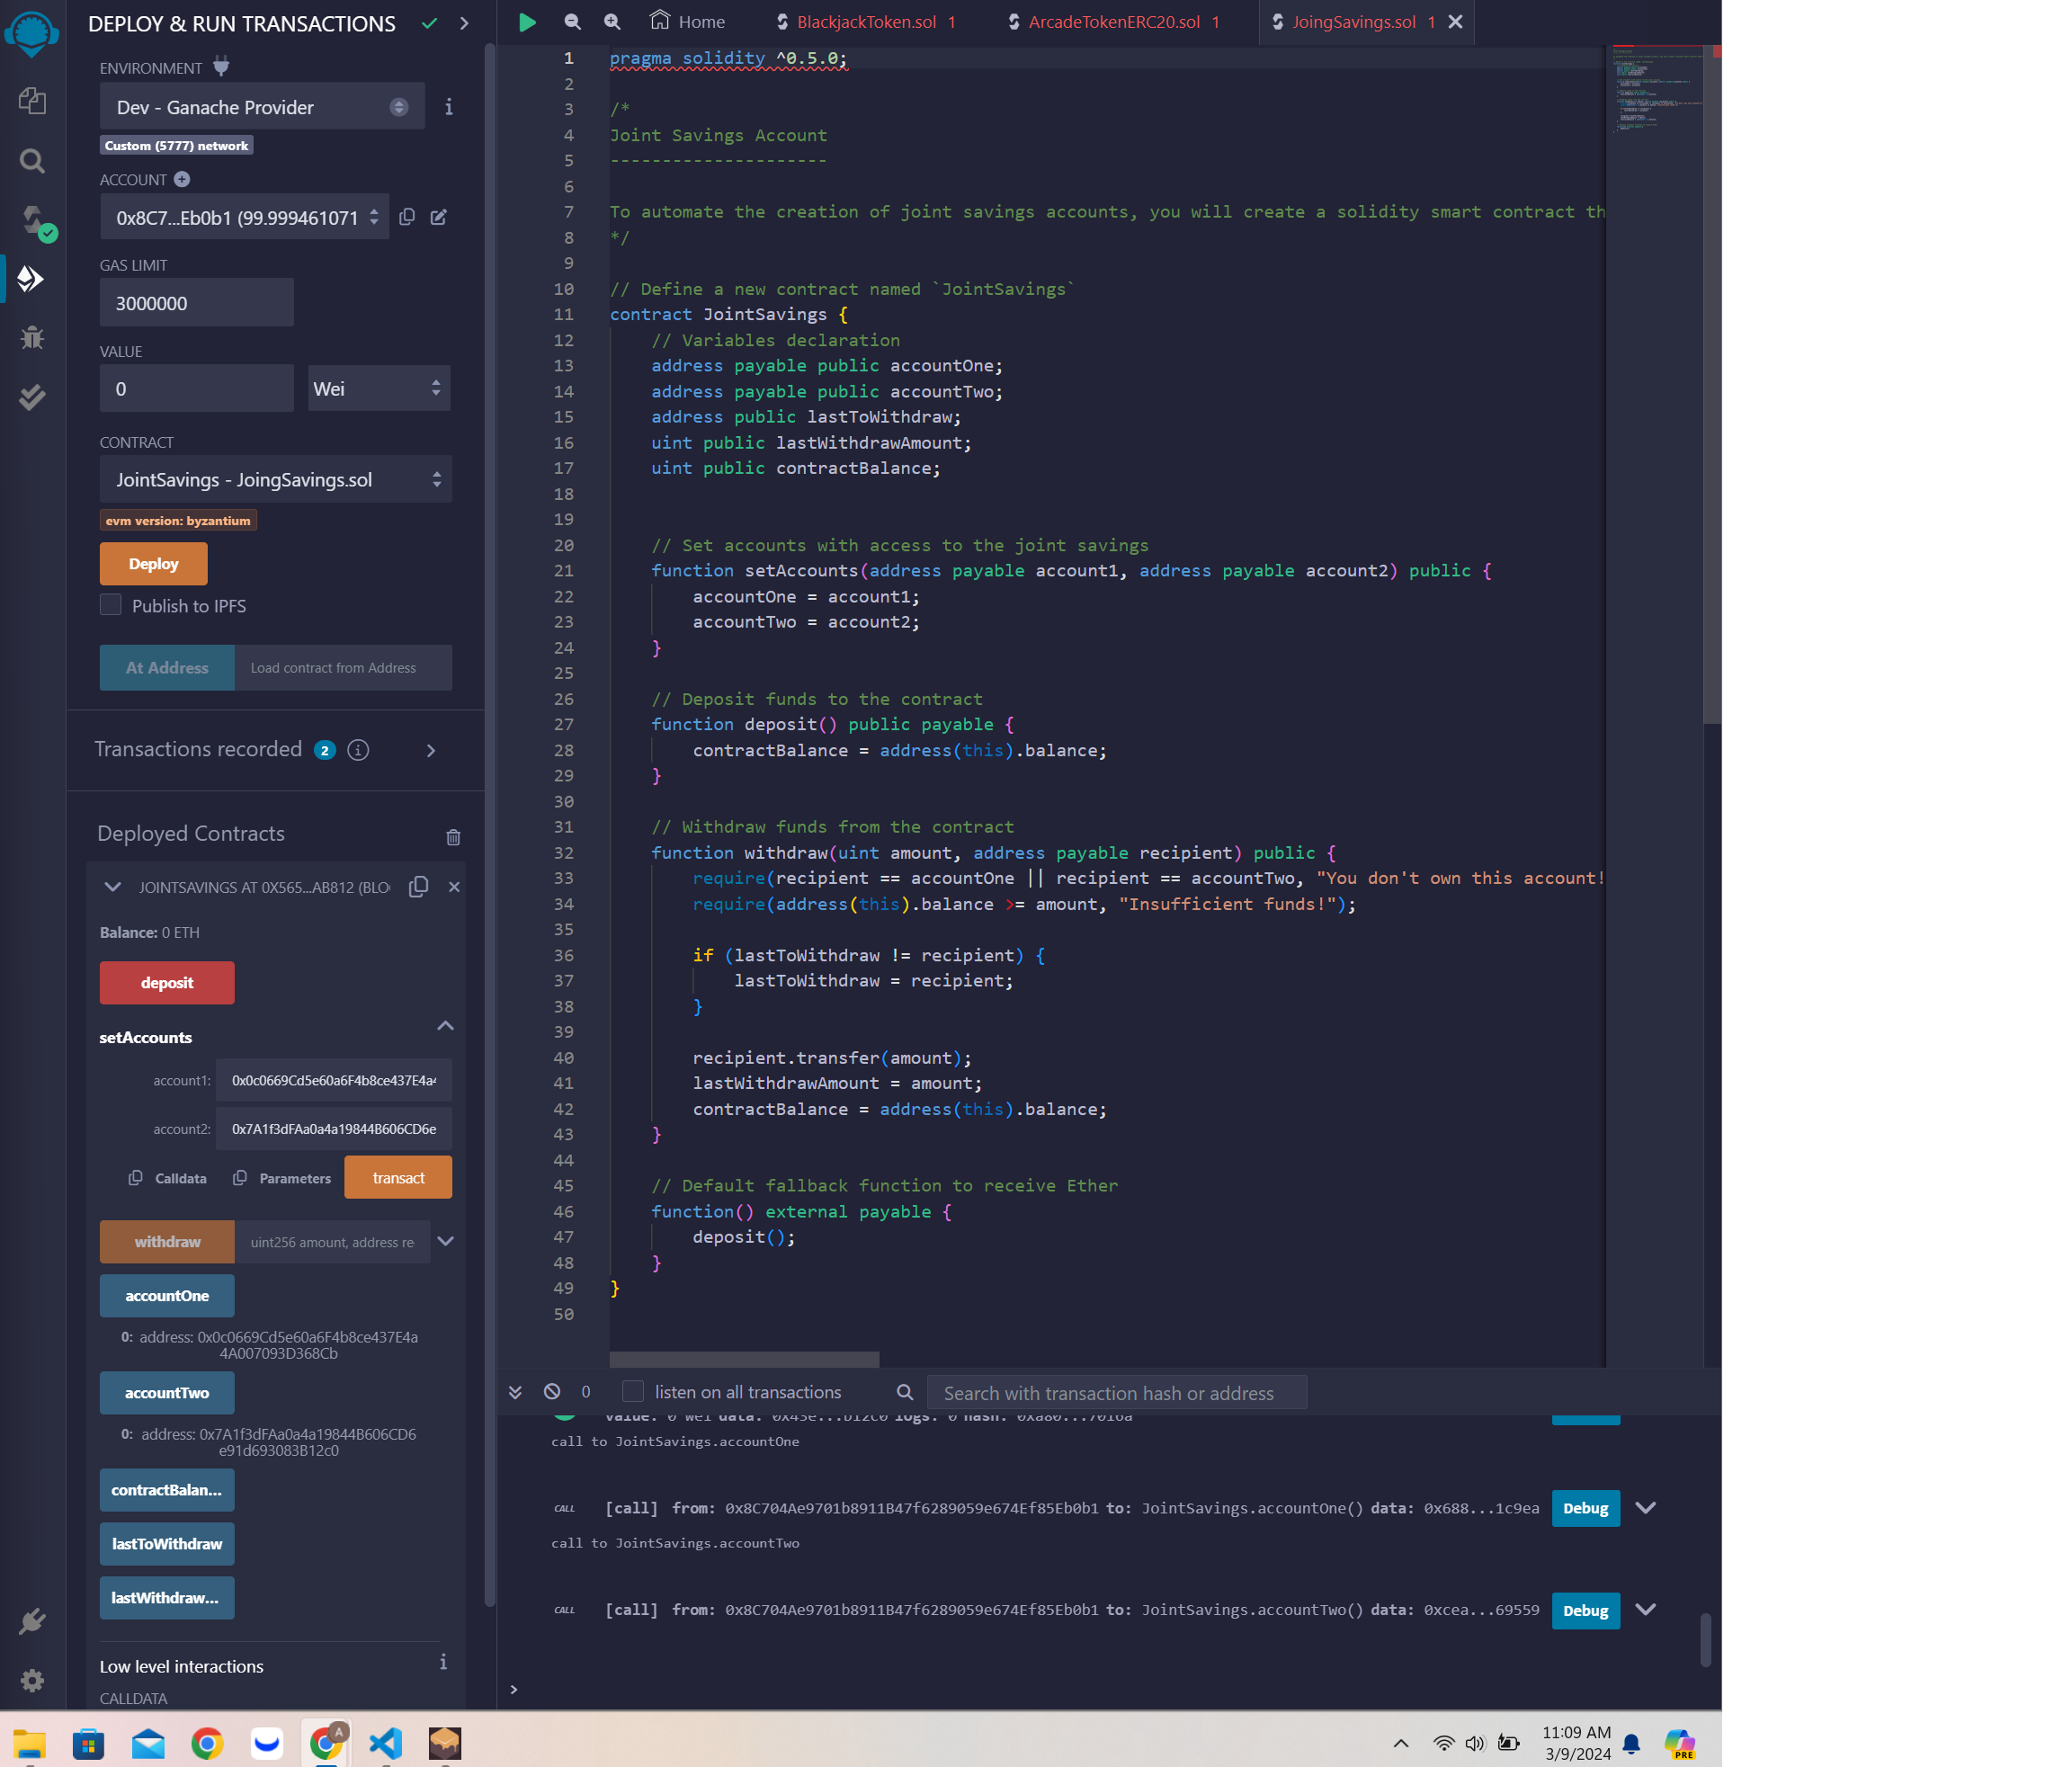 DEPLOY & RUN TRANSACTIONS
ENVIRONMENT
Dev - Ganache Provider
Custom (5777) network
ACCOUNT
0x8C7...Eb0b1 (99.999461071
GAS LIMIT
3000000
VALUE
0
Wei
CONTRACT
JointSavings - JoingSavings.sol
evm version: byzantium
Deploy
Publish to IPFS
At Address
Load contract from Address
Transactions recorded 2
Deployed Contracts
JOINTSAVINGS AT 0X565...AB812 (BLO
Balance: 0 ETH
deposit
setAccounts
account1: 0x0c0669Cd5e60a6F4b8ce437E4a
account2: 0x7A1f3dFAa0a4a19844B606CD6e
Calldata
Parameters
transact
withdraw
uint256 amount, address re
accountOne
0: address: 0x0c0669Cd5e60a6F4b8ce437E4a
4A007093D368Cb
accountTwo
0: address: 0x7A1f3dFAa0a4a19844B606CD6
e91d693083B12c0
contractBalan...
lastToWithdraw
lastWithdraw...
Low level interactions
CALLDATA
Home
BlackjackToken.sol 1
ArcadeTokenERC20.sol 1
JoingSavings.sol 1
1 pragma solidity ^0.5.0;
2
3 /*
4 Joint Savings Account
5 ---------------------
6
7 To automate the creation of joint savings accounts, you will create a solidity smart contract th
8 */
9
10 // Define a new contract named `JointSavings`
11 contract JointSavings {
12 // Variables declaration
13 address payable public accountOne;
14 address payable public accountTwo;
15 address public lastToWithdraw;
16 uint public lastWithdrawAmount;
17 uint public contractBalance;
18
19
20 // Set accounts with access to the joint savings
21 function setAccounts(address payable account1, address payable account2) public {
22 accountOne = account1;
23 accountTwo = account2;
24 }
25
26 // Deposit funds to the contract
27 function deposit() public payable {
28 contractBalance = address(this).balance;
29 }
30
31 // Withdraw funds from the contract
32 function withdraw(uint amount, address payable recipient) public {
33 require(recipient == accountOne || recipient == accountTwo, "You don't own this account!
34 require(address(this).balance >= amount, "Insufficient funds!");
35
36 if (lastToWithdraw != recipient) {
37 lastToWithdraw = recipient;
38 }
39
40 recipient.transfer(amount);
41 lastWithdrawAmount = amount;
42 contractBalance = address(this).balance;
43 }
44
45 // Default fallback function to receive Ether
46 function() external payable {
47 deposit();
48 }
49 }
50
0
listen on all transactions
Search with transaction hash or address
value: 0 wei data: 0x43e...b12c0 logs: 0 hash: 0xa80...7016a
call to JointSavings.accountOne
CALL [call] from: 0x8C704Ae9701b8911B47f6289059e674Ef85Eb0b1 to: JointSavings.accountOne() data: 0x688...1c9ea
Debug
call to JointSavings.accountTwo
CALL [call] from: 0x8C704Ae9701b8911B47f6289059e674Ef85Eb0b1 to: JointSavings.accountTwo() data: 0xcea...69559
Debug
>
A
11:09 AM
3/9/2024
PRE